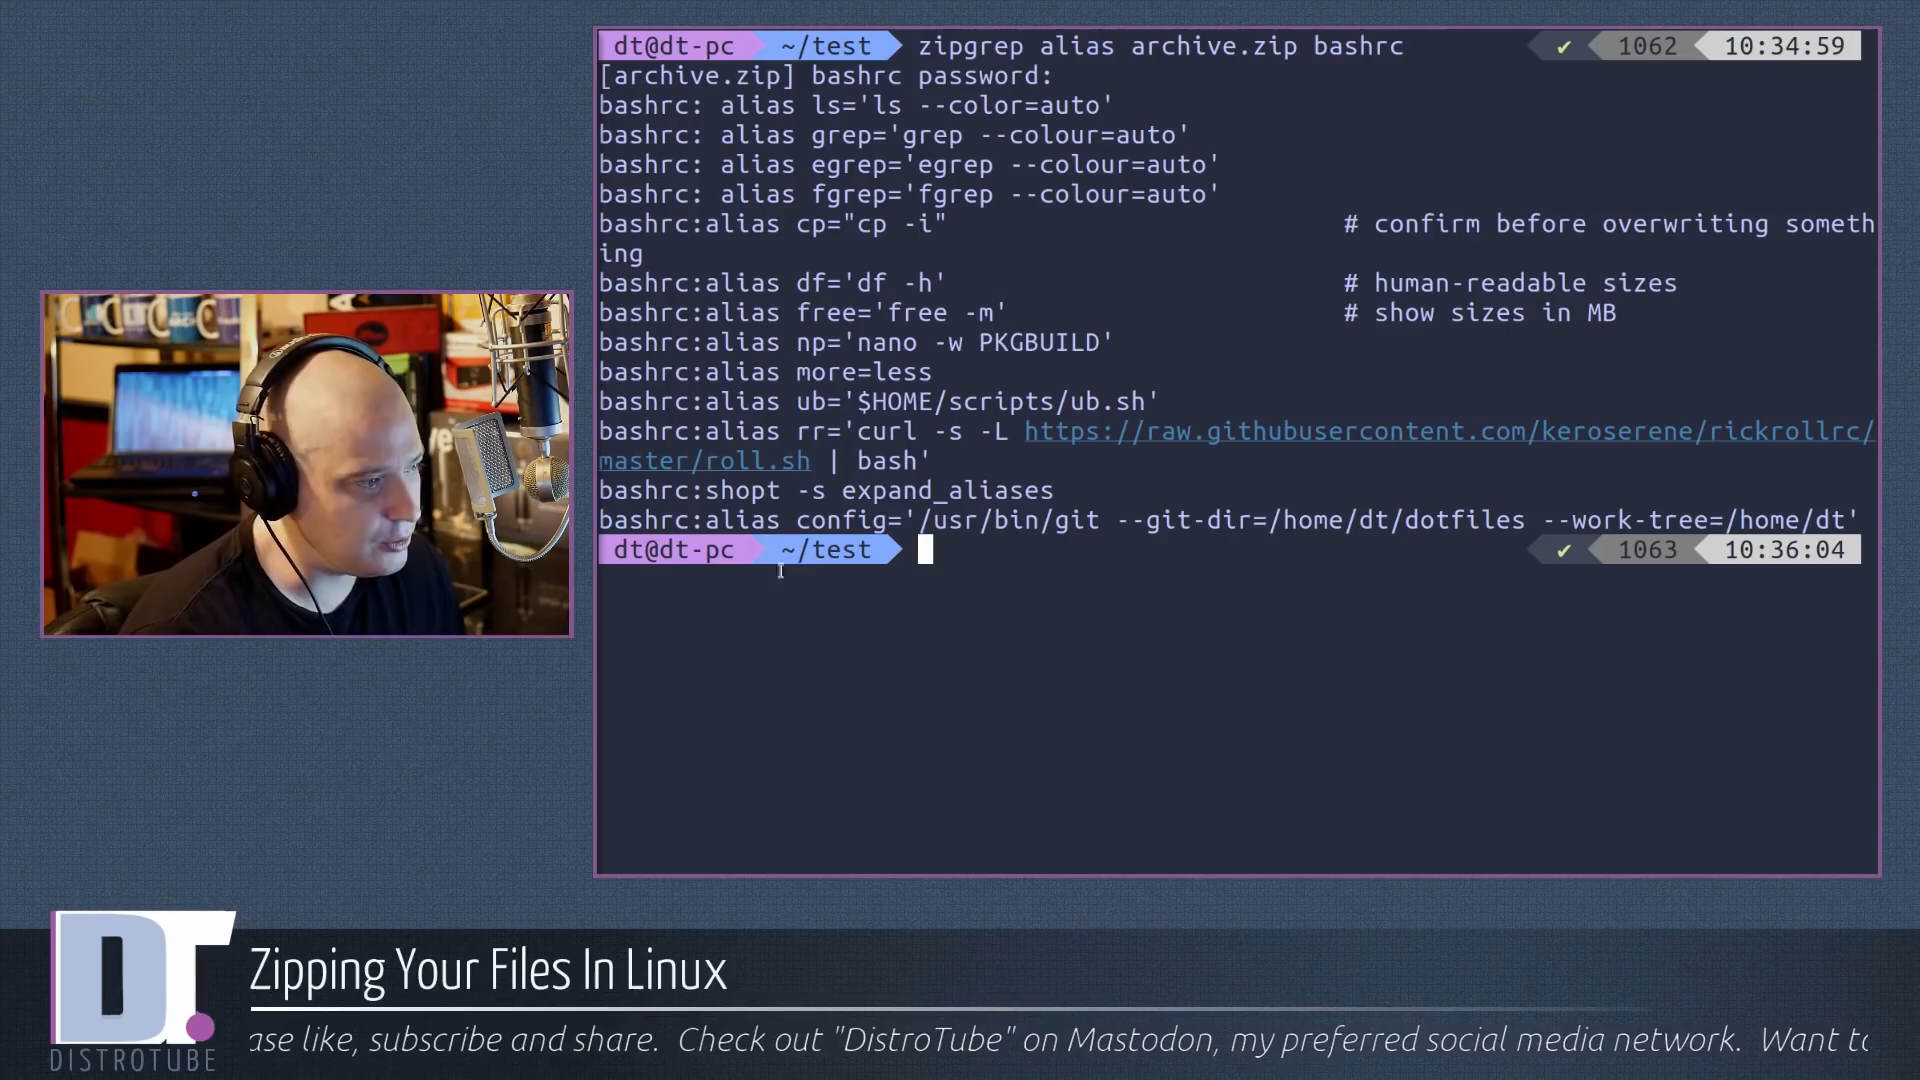 dt@dt-pc ~/test zipgrep alias archive.zip bashrc ✔ 1062 10:34:59
[archive.zip] bashrc password:
bashrc: alias ls='ls --color=auto'
bashrc: alias grep='grep --colour=auto'
bashrc: alias egrep='egrep --colour=auto'
bashrc: alias fgrep='fgrep --colour=auto'
bashrc:alias cp="cp -i" # confirm before overwriting someth
ing
bashrc:alias df='df -h' # human-readable sizes
bashrc:alias free='free -m' # show sizes in MB
bashrc:alias np='nano -w PKGBUILD'
bashrc:alias more=less
bashrc:alias ub='$HOME/scripts/ub.sh'
bashrc:alias rr='curl -s -L https://raw.githubusercontent.com/keroserene/rickrollrc/
master/roll.sh | bash'
bashrc:shopt -s expand_aliases
bashrc:alias config='/usr/bin/git --git-dir=/home/dt/dotfiles --work-tree=/home/dt'
dt@dt-pc ~/test ✔ 1063 10:36:04
DT
DISTROTUBE
Zipping Your Files In Linux
ase like, subscribe and share. Check out "DistroTube" on Mastodon, my preferred social media network. Want to